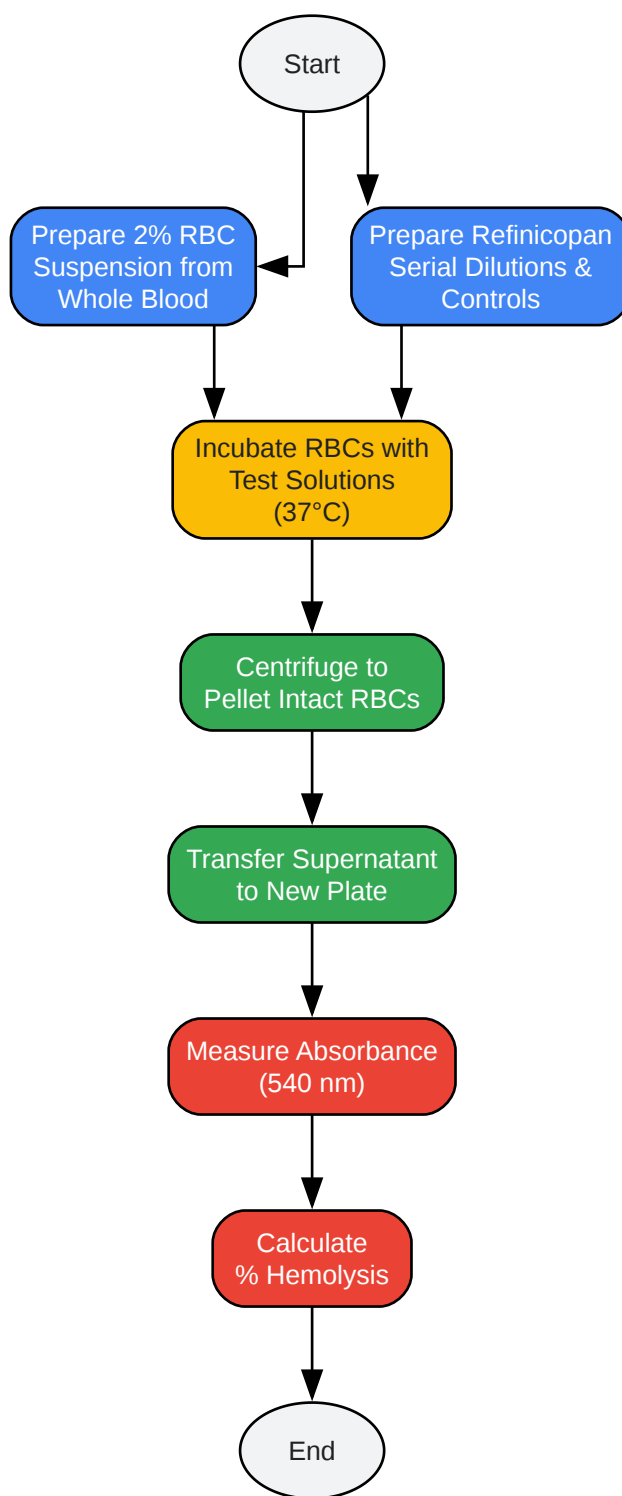 Start
Prepare 2% RBC
Suspension from
Whole Blood
Prepare Refinicopan
Serial Dilutions &
Controls
Incubate RBCs with
Test Solutions
(37°C)
Centrifuge to
Pellet Intact RBCs
Transfer Supernatant
to New Plate
Measure Absorbance
(540 nm)
Calculate
% Hemolysis
End